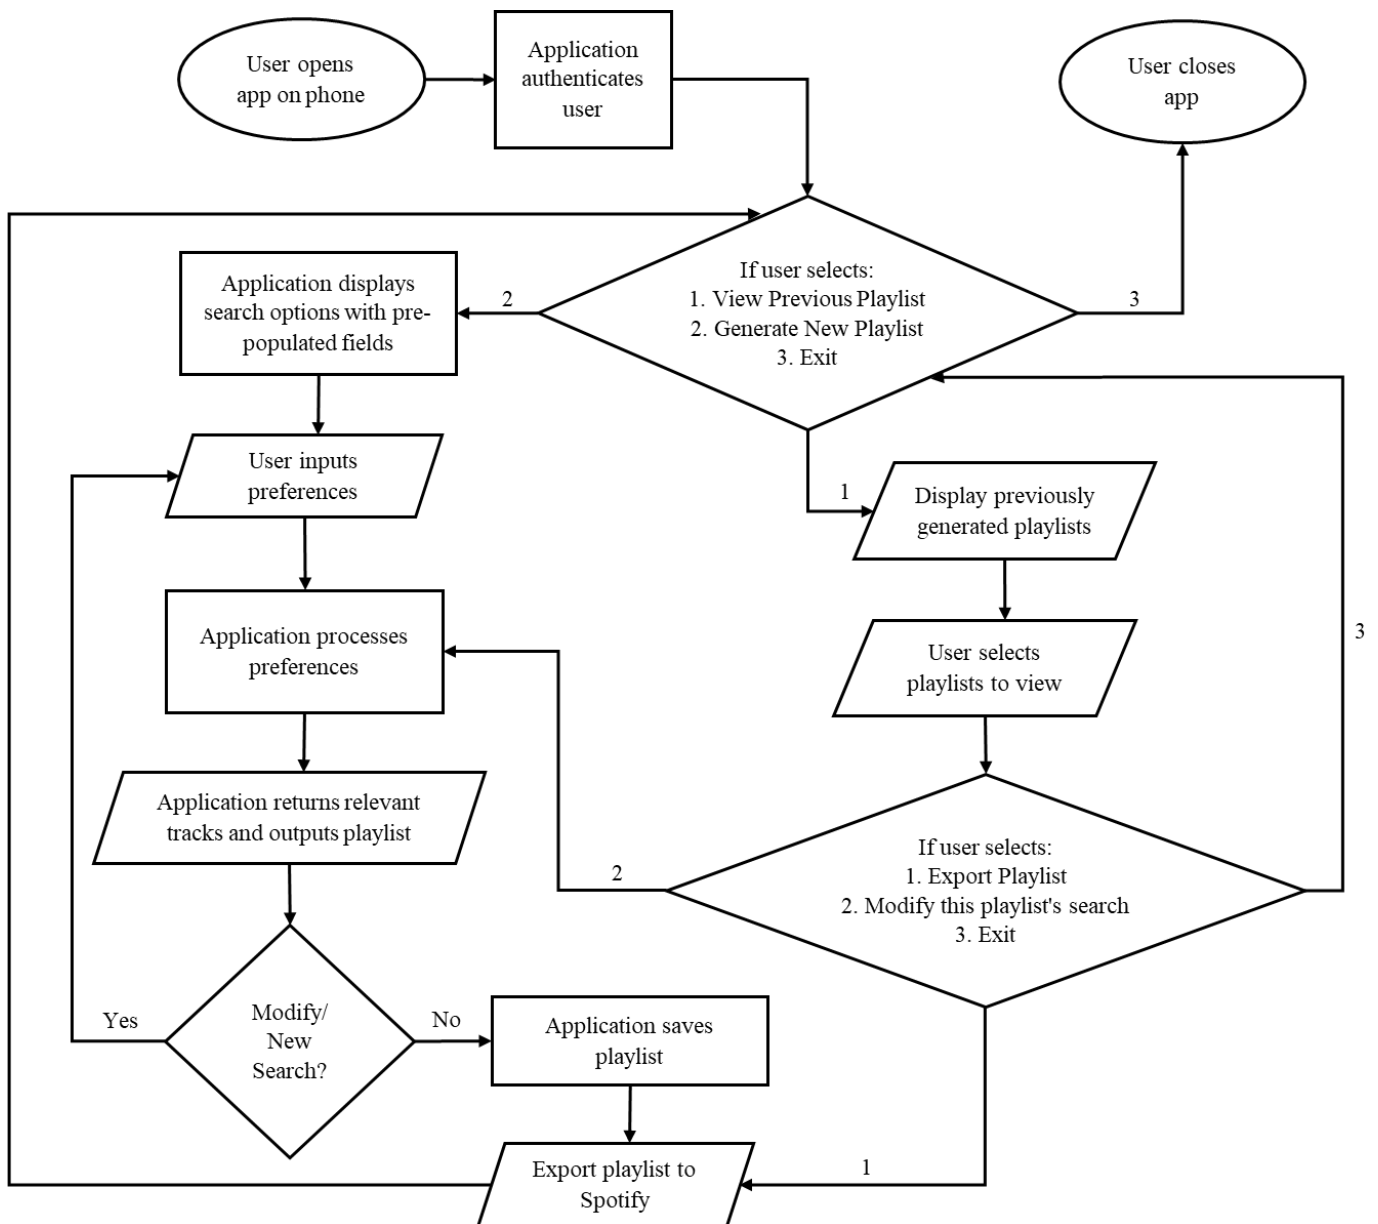 User opens
app on phone
Application
authenticates
user
User closes
app
If user selects:
1. View Previous Playlist
2. Generate New Playlist
3. Exit
2
3
Application displays
search options with pre-
populated fields
User inputs
preferences
1
Display previously
generated playlists
Application processes
preferences
User selects
playlists to view
3
Application returns relevant
tracks and outputs playlist
2
If user selects:
1. Export Playlist
2. Modify this playlist's search
3. Exit
Modify/
New
Search?
Yes
No
Application saves
playlist
Export playlist to
Spotify
1